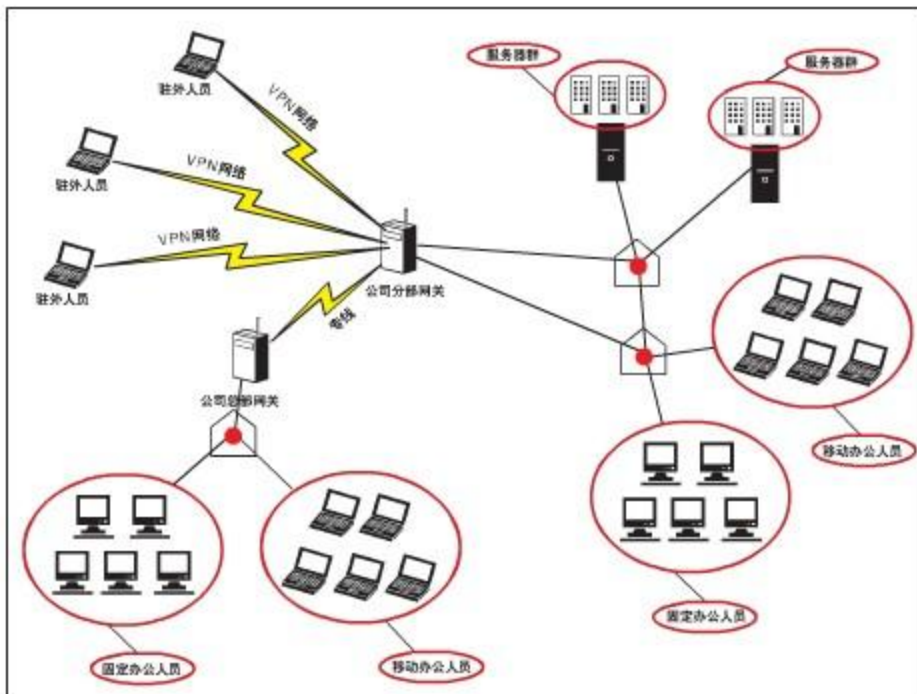 服务器群
服务器群
驻外人员
VPN网络
驻外人员
VPN网络
VPN网络
驻外人员
公司分部网关
专线
公司总部网关
移动办公人员
固定办公人员
固定办公人员
移动办公人员